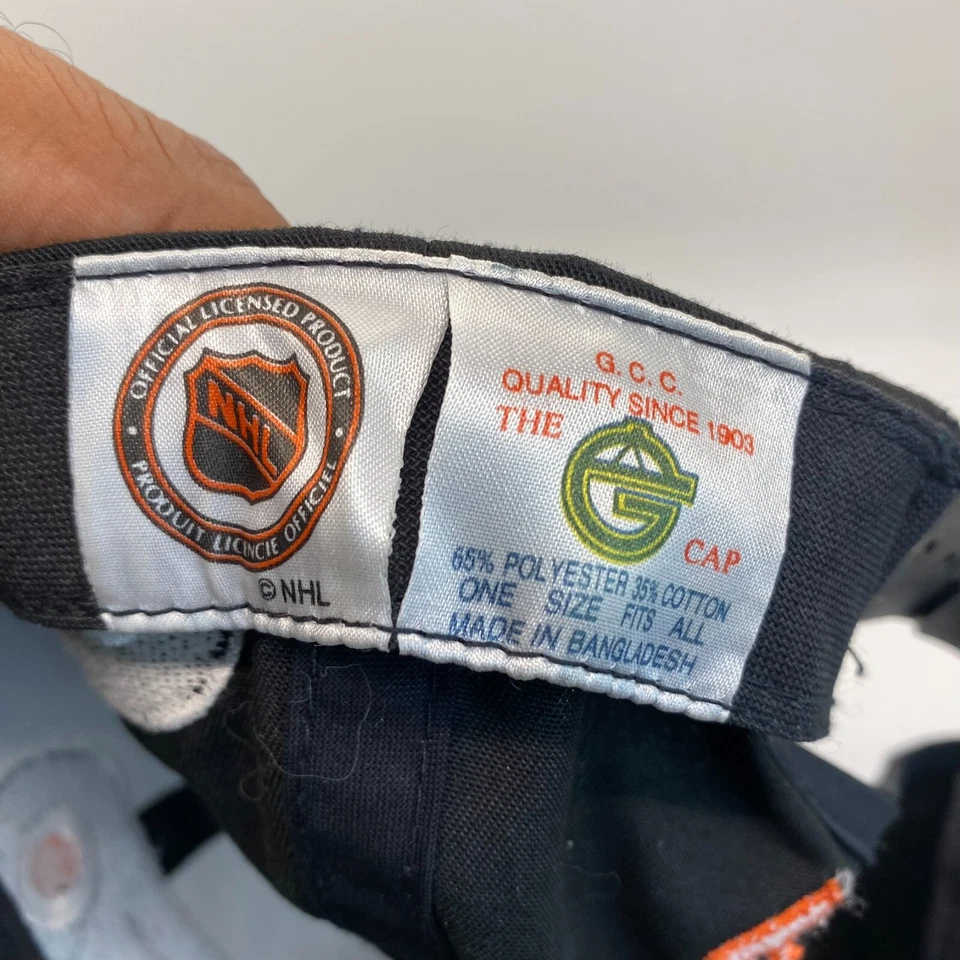 OFFICIAL LICENSED PRODUCT
NHL
PRODUIT LICENCIE OFFICIEL
© NHL
G. C. C.
QUALITY SINCE 1903
THE G CAP
65% POLYESTER 35% COTTON
ONE SIZE FITS ALL
MADE IN BANGLADESH